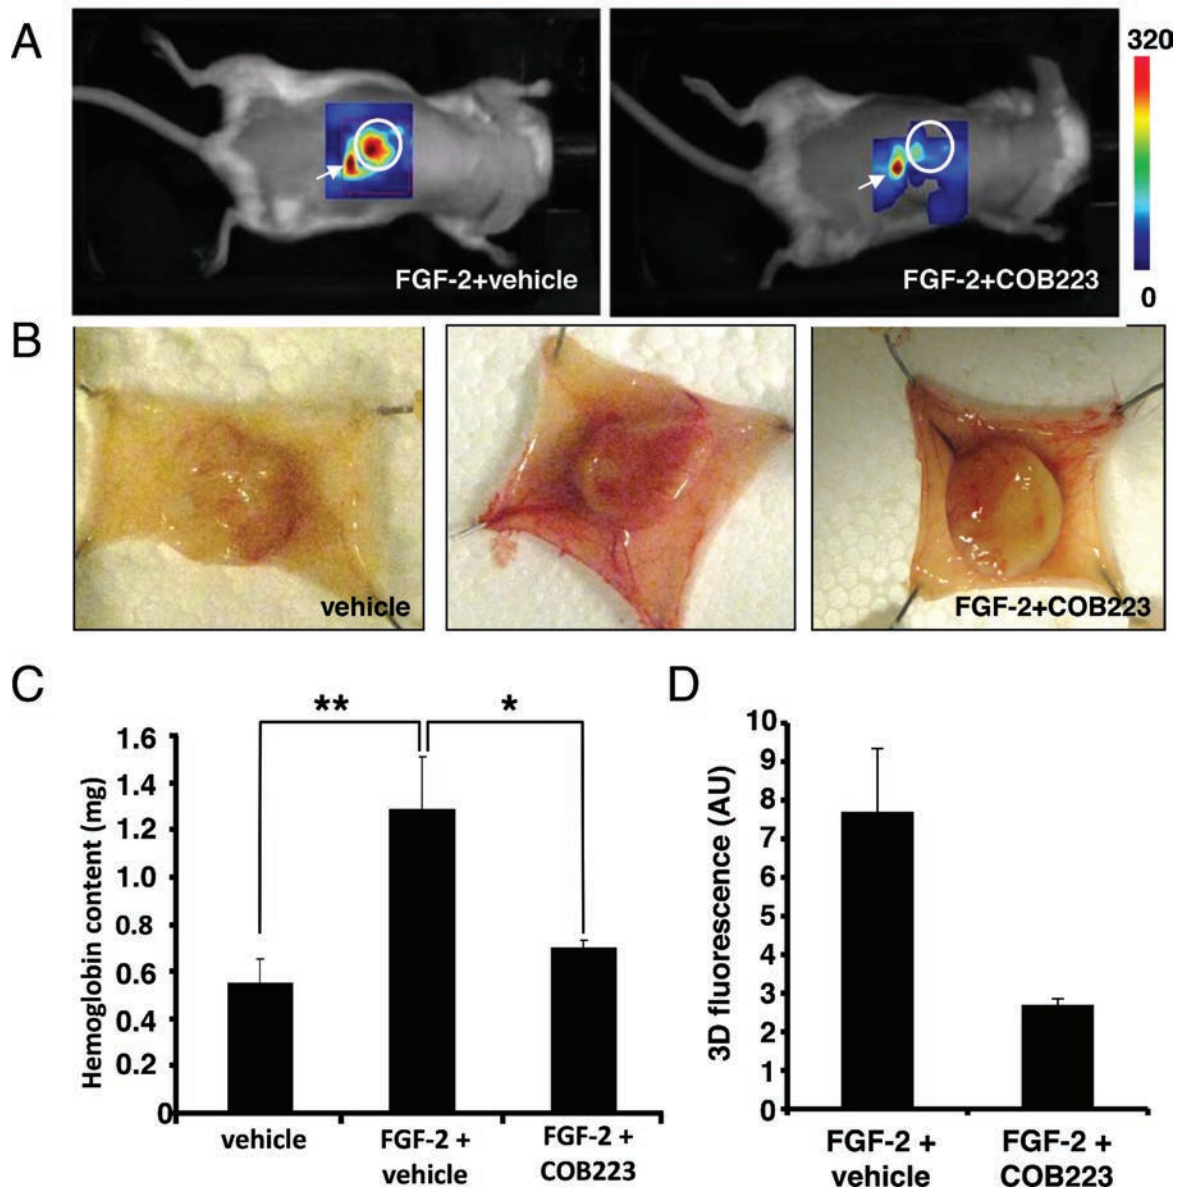 A
320
FGF-2+vehicle
FGF-2+COB223
0
B
vehicle
FGF-2+COB223
C
D
**
*
Hemoglobin content (mg)
1.6
1.4
1.2
1.0
0.8
0.6
0.4
0.2
0
vehicle
FGF-2 +
vehicle
FGF-2 +
COB223
3D fluorescence (AU)
10
9
8
7
6
5
4
3
2
1
0
FGF-2 +
vehicle
FGF-2 +
COB223